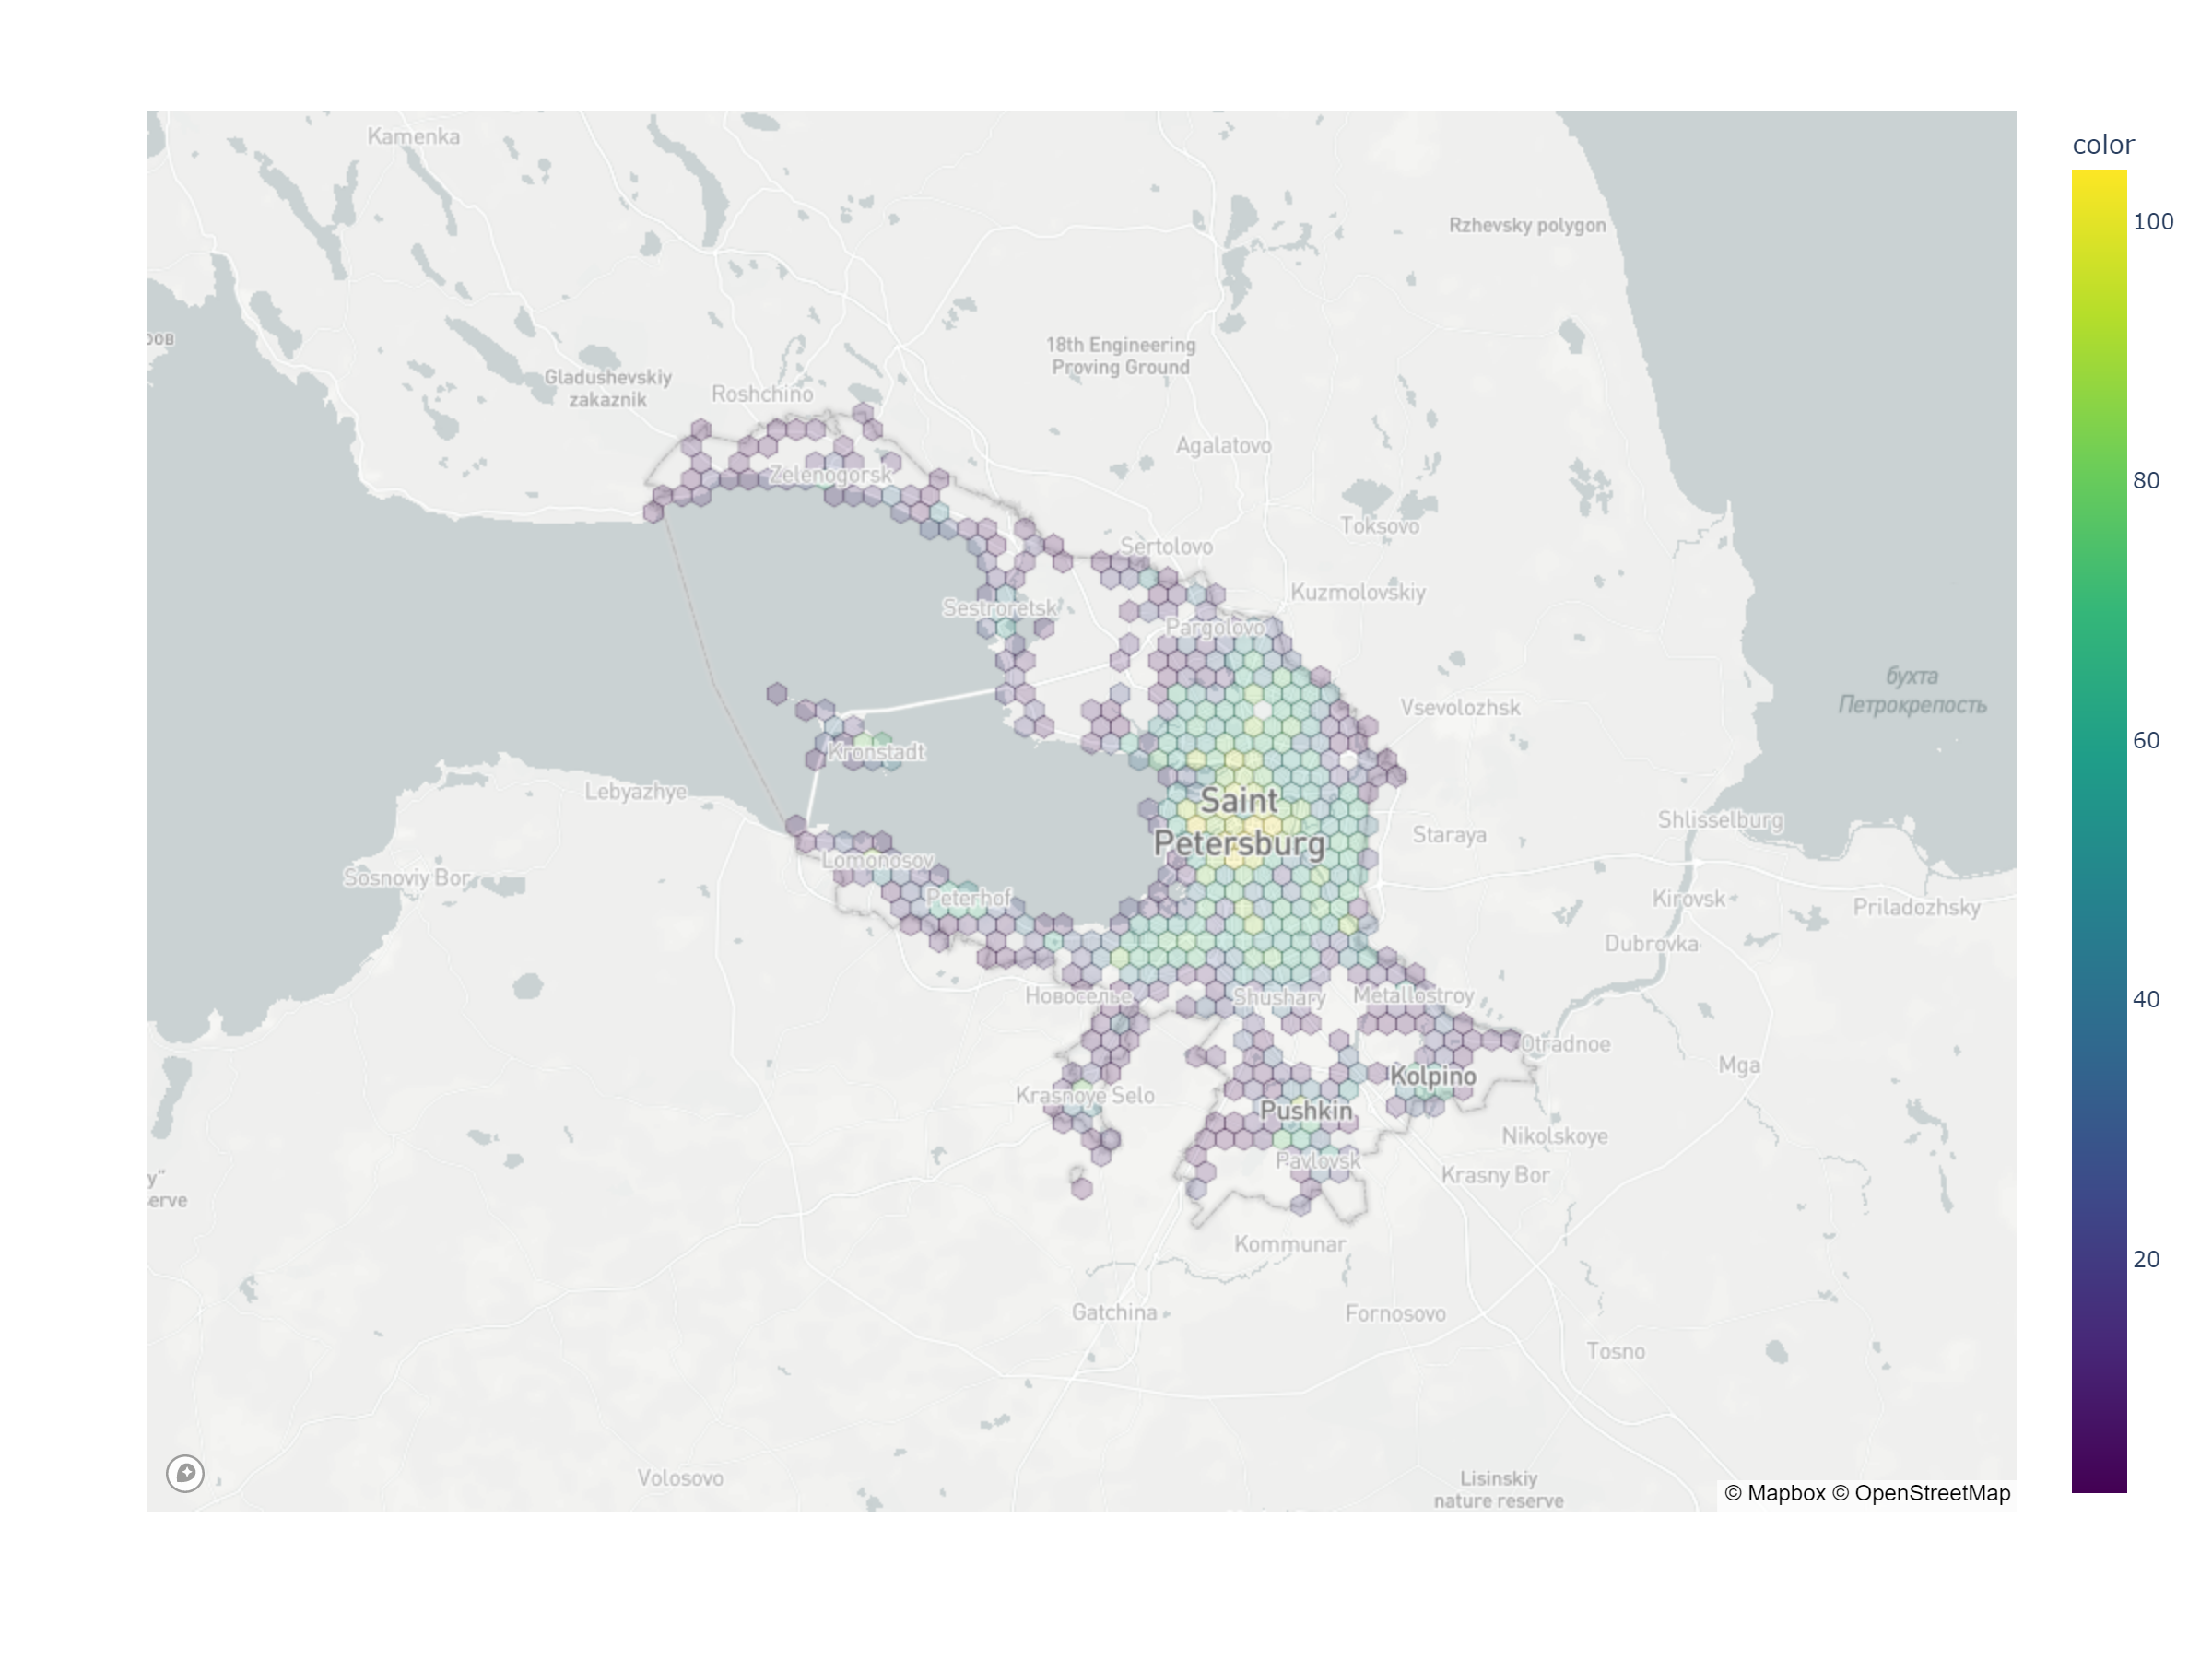 Kamenka
color
100
Rzhevsky polygon
ров
18th Engineering
Proving Ground
Gladushevskiy
zakaznik
Roshchino
Agalatovo
Zelenogorsk
80
Toksovo
Sertolovo
Kuzmolovskiy
Sestroretsk
Pargolovo
бухта
Петрокрепость
Vsevolozhsk
60
Kronstadt
Lebyazhye
Saint
Petersburg
Shlisselburg
Staraya
Lomonosov
Sosnoviy Bor
Peterhof
Kirovsk
Priladozhsky
Dubrovka
Новоселье
Shushary
Metallostroy
40
Otradnoe
Mga
Kolpino
Krasnoye Selo
Pushkin
Nikolskoye
Pavlovsk
Krasny Bor
y"
erve
Kommunar
20
Gatchina
Fornosovo
Tosno
Volosovo
Lisinskiy
nature reserve
© Mapbox © OpenStreetMap